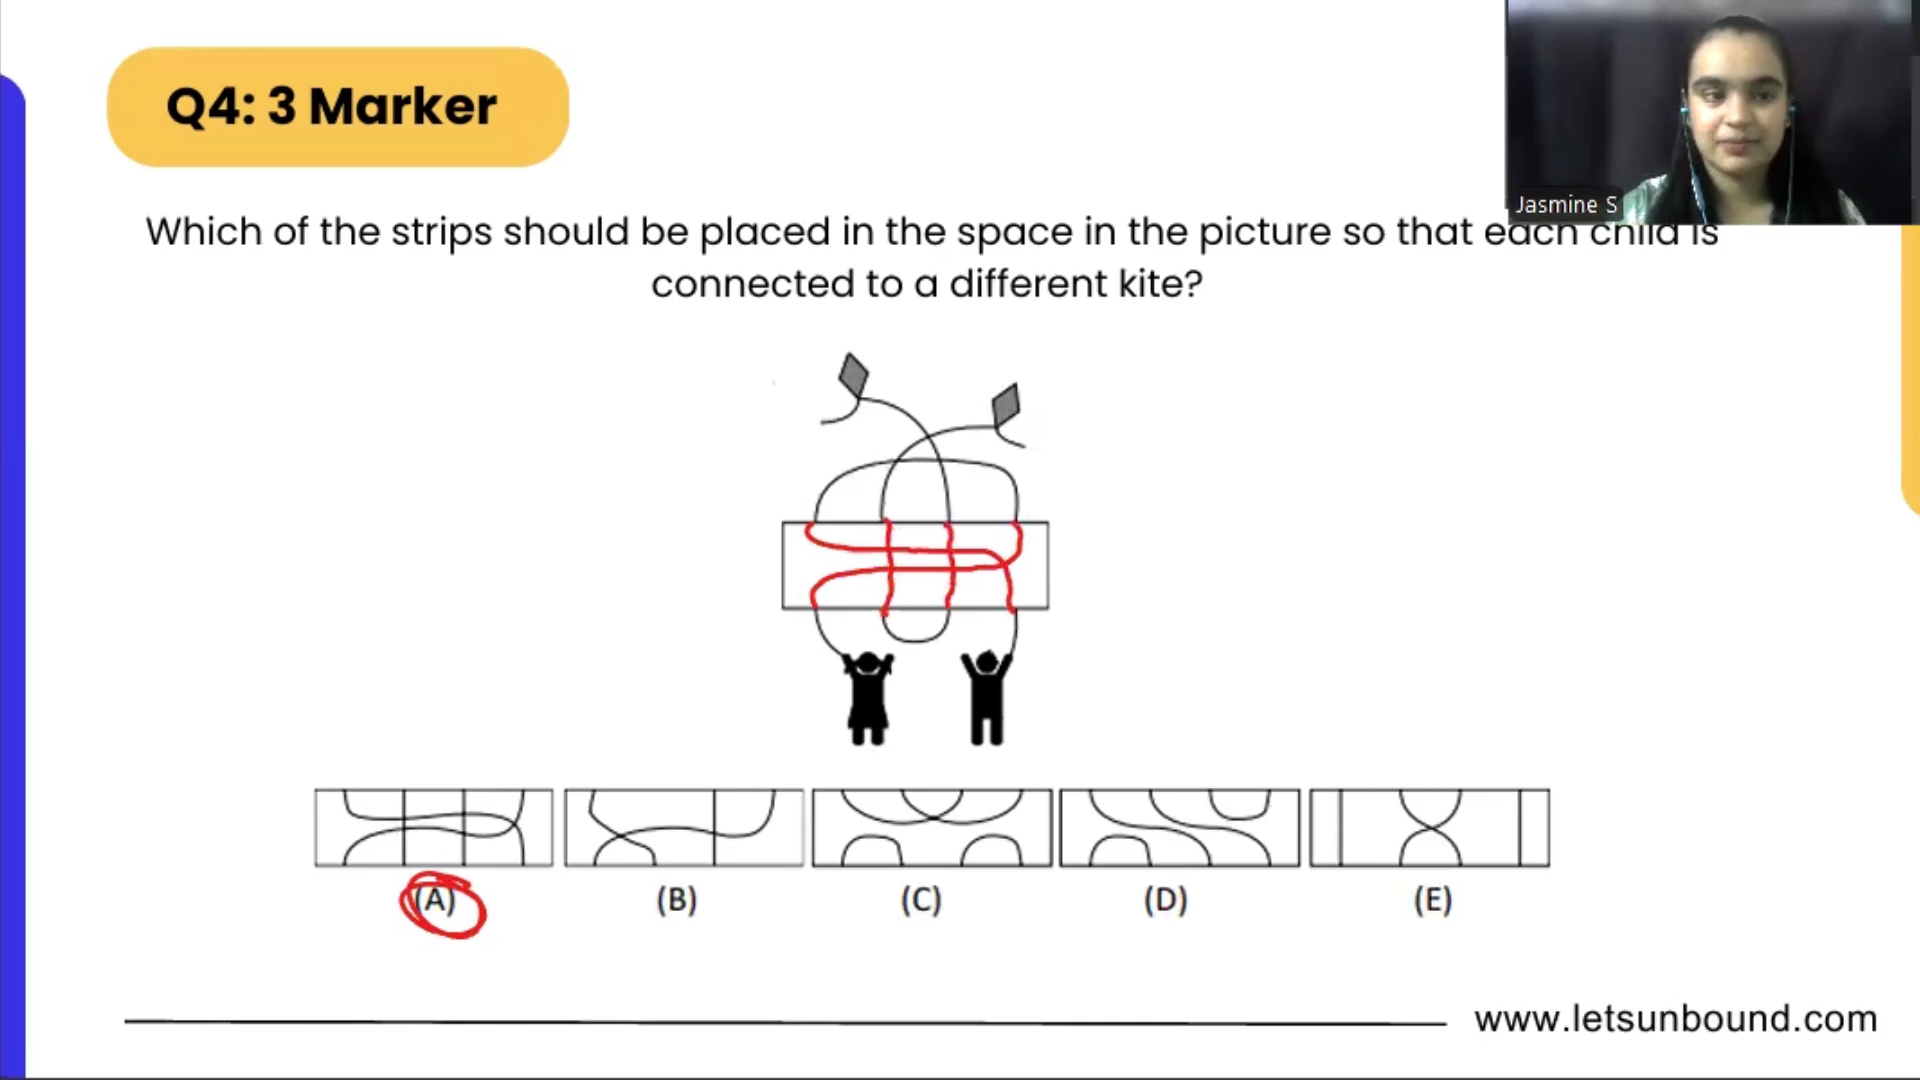 Q4: 3 Marker
Jasmine S
Which of the strips should be placed in the space in the picture so that each child is
connected to a different kite?
(A) (B) (C) (D) (E)
www.letsunbound.com